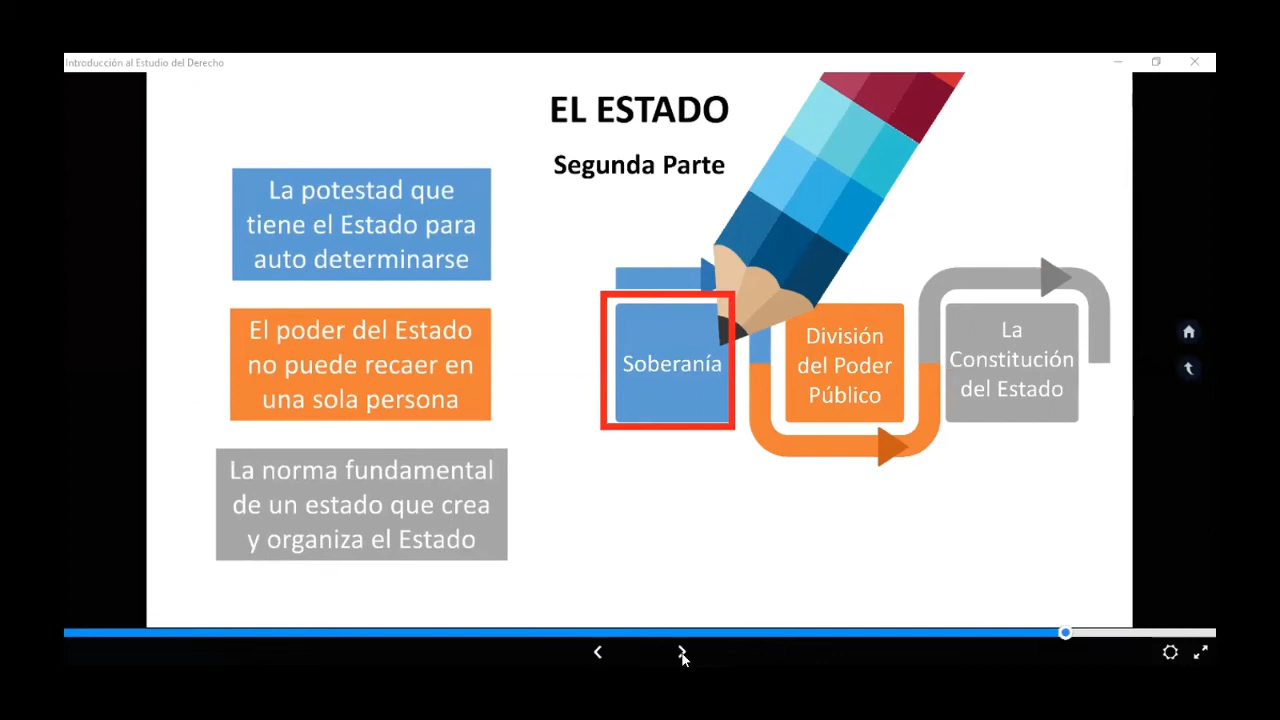 Introducción al Estudio del Derecho
EL ESTADO
Segunda Parte
La potestad que
tiene el Estado para
auto determinarse
El poder del Estado
no puede recaer en
una sola persona
La norma fundamental
de un estado que crea
y organiza el Estado
Soberanía
División
del Poder
Público
La
Constitución
del Estado